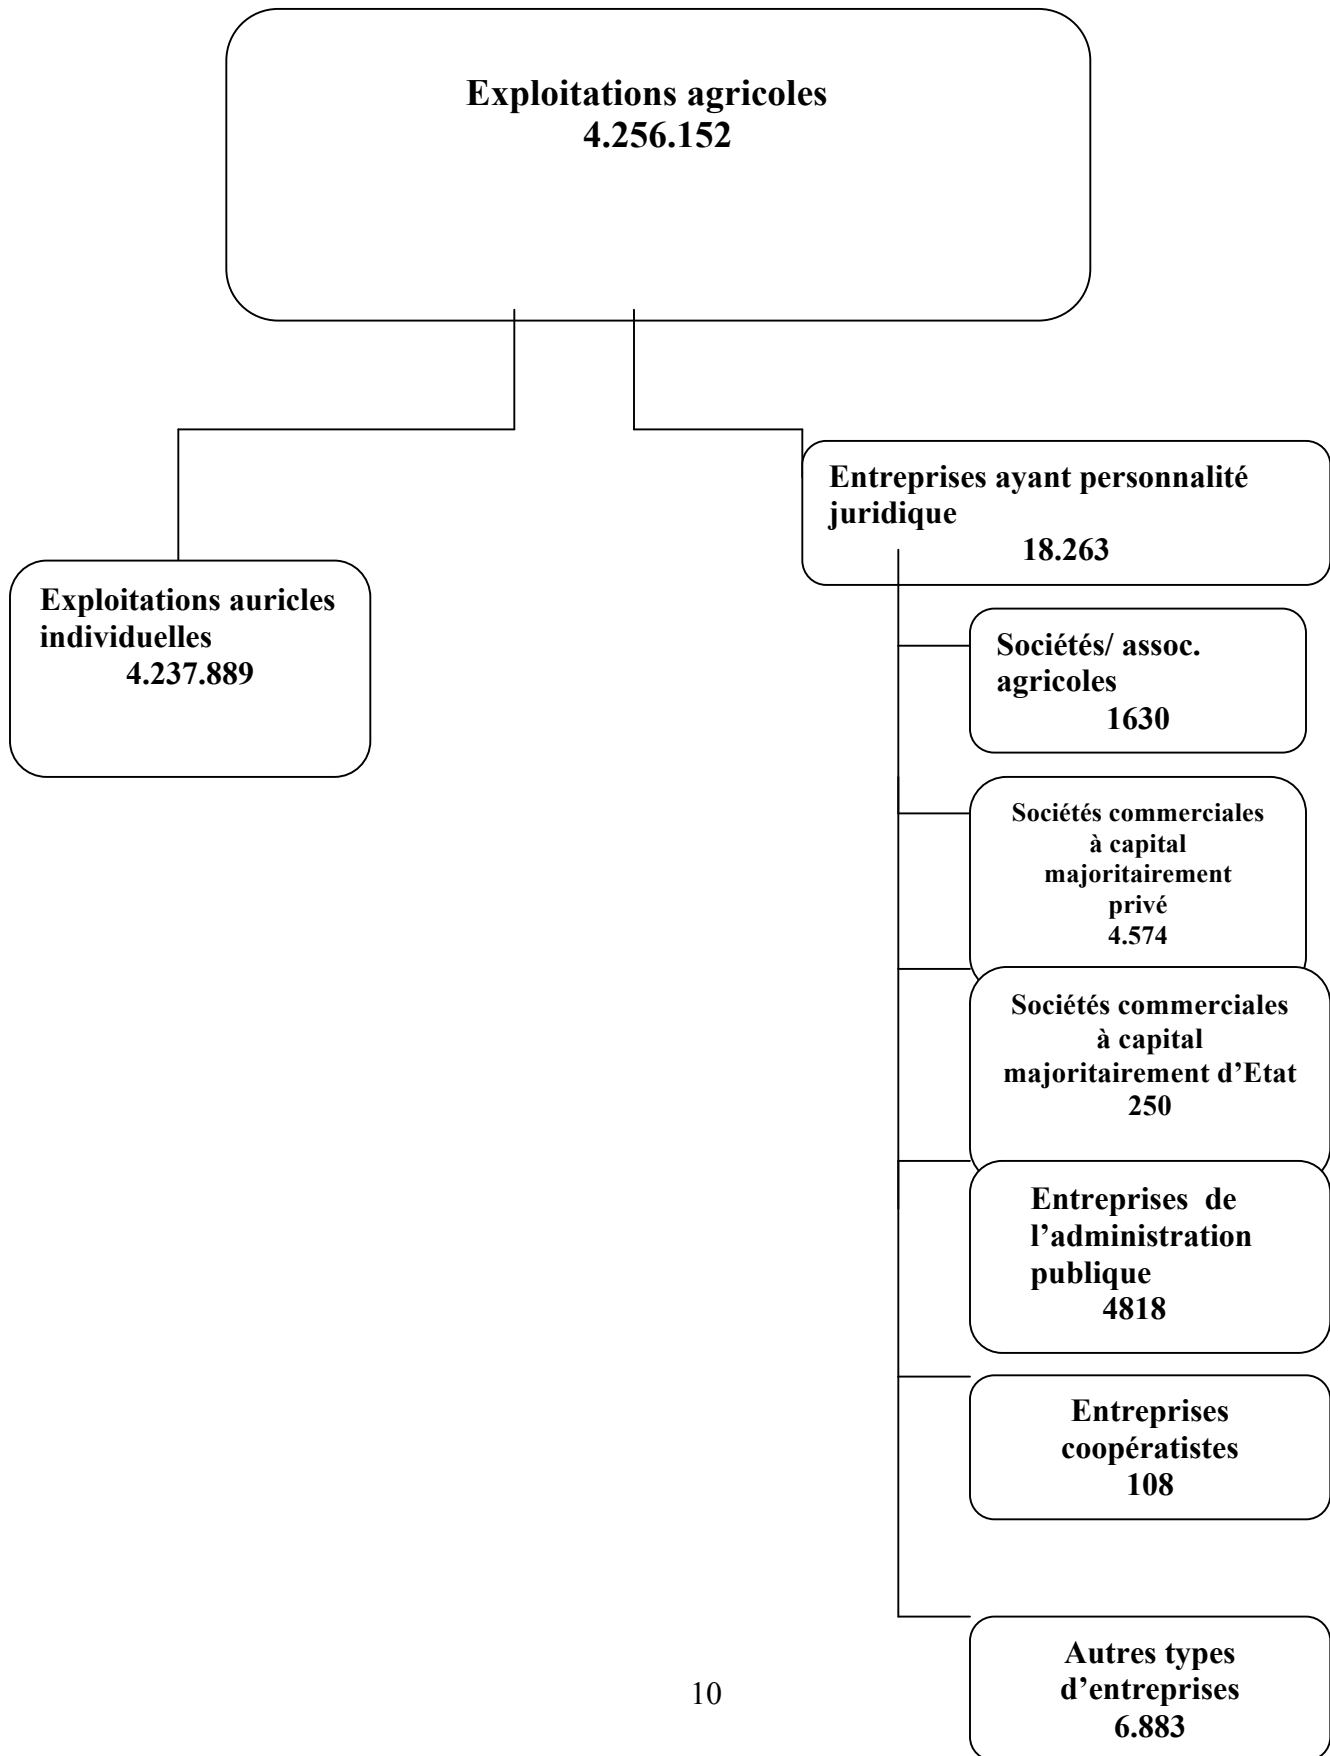 Exploitations agricoles
4.256.152
Entreprises ayant personnalité
juridique
18.263
Exploitations auricles
individuelles
4.237.889
Sociétés/ assoc.
agricoles
1630
Sociétés commerciales
à capital
majoritairement
privé
4.574
Sociétés commerciales
à capital
majoritairement d’Etat
250
Entreprises de
l’administration
publique
4818
Entreprises
coopératistes
108
Autres types
d’entreprises
6.883
10